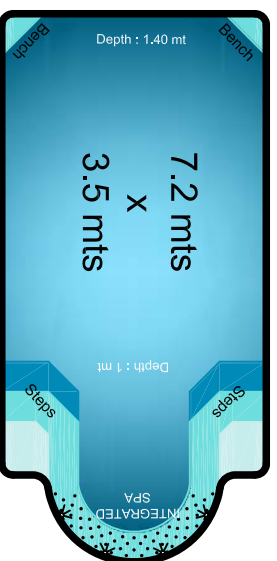 Bench
Depth : 1.40 mt
Bench
7.2 mts
x
3.5 mts
Depth : 1 mt
Steps
Steps
INTEGRATED
SPA